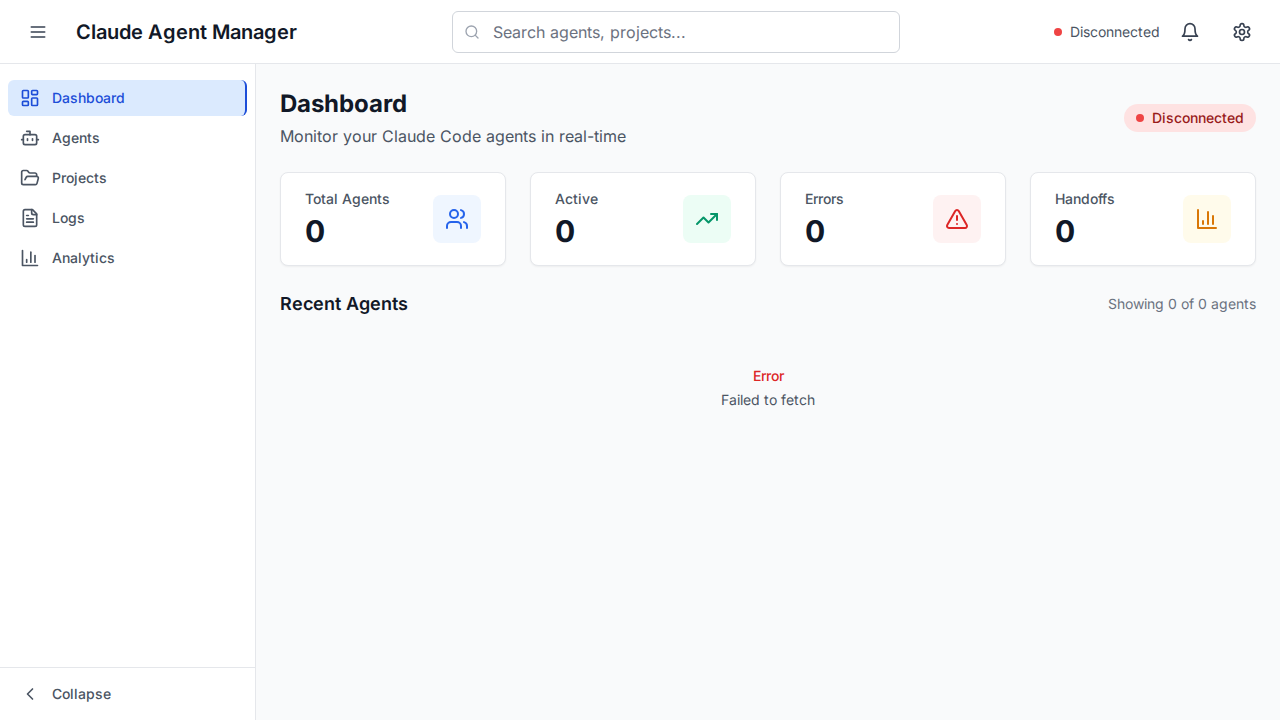 Claude Agent Manager
Search agents, projects...
Disconnected
Dashboard
Agents
Projects
Logs
Analytics
Collapse
Dashboard
Monitor your Claude Code agents in real-time
Disconnected
Total Agents
0
Active
0
Errors
0
Handoffs
0
Recent Agents
Showing 0 of 0 agents
Error
Failed to fetch